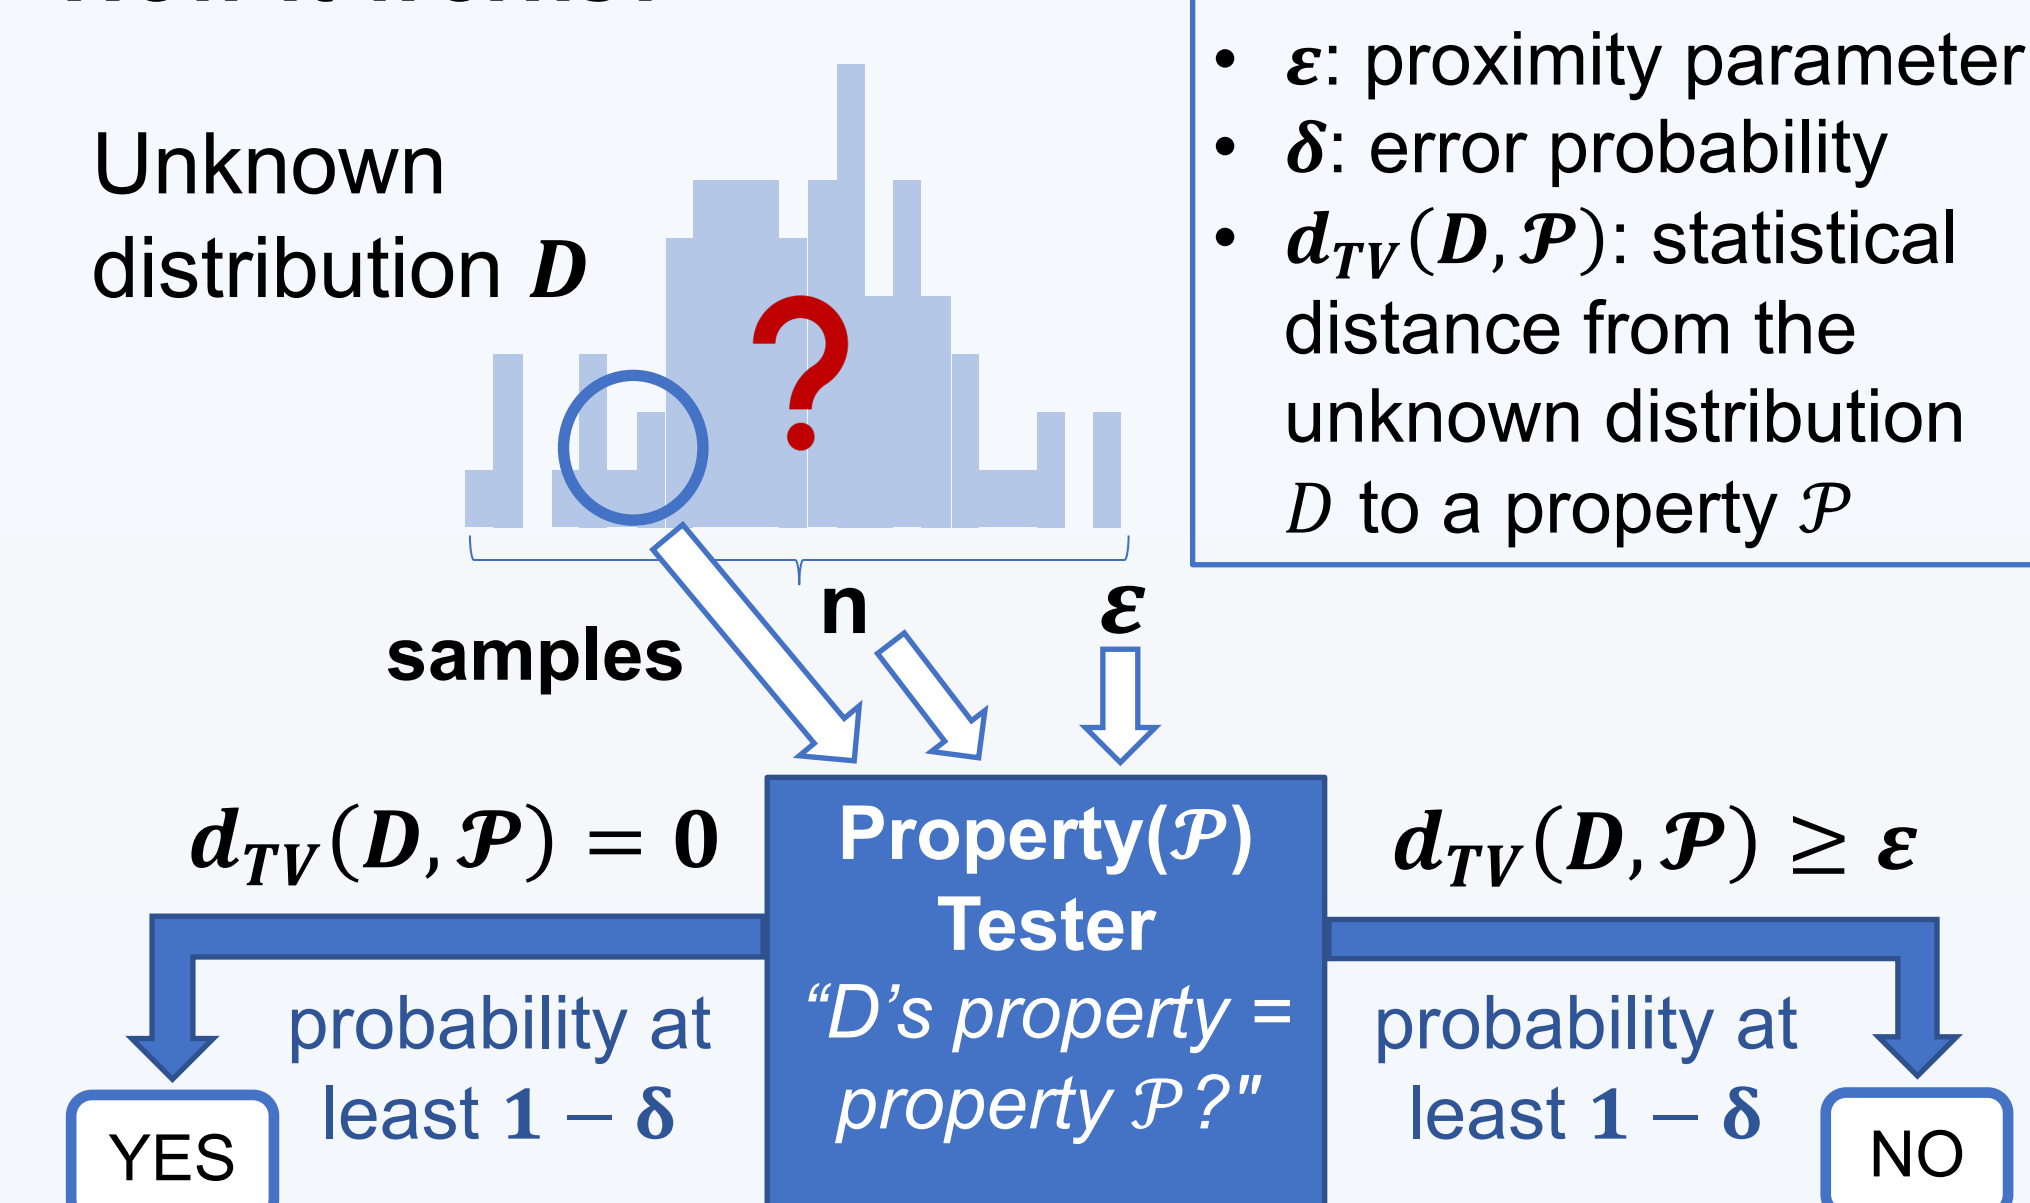 Unknown
distribution D
• ε: proximity parameter
• δ: error probability
• d_TV(D, 𝒫): statistical
distance from the
unknown distribution
D to a property 𝒫
?
n
ε
samples
d_TV(D, 𝒫) = 0
Property(𝒫)
Tester
“D’s property =
property 𝒫?"
d_TV(D, 𝒫) ≥ ε
probability at
least 1 − δ
probability at
least 1 − δ
YES
NO